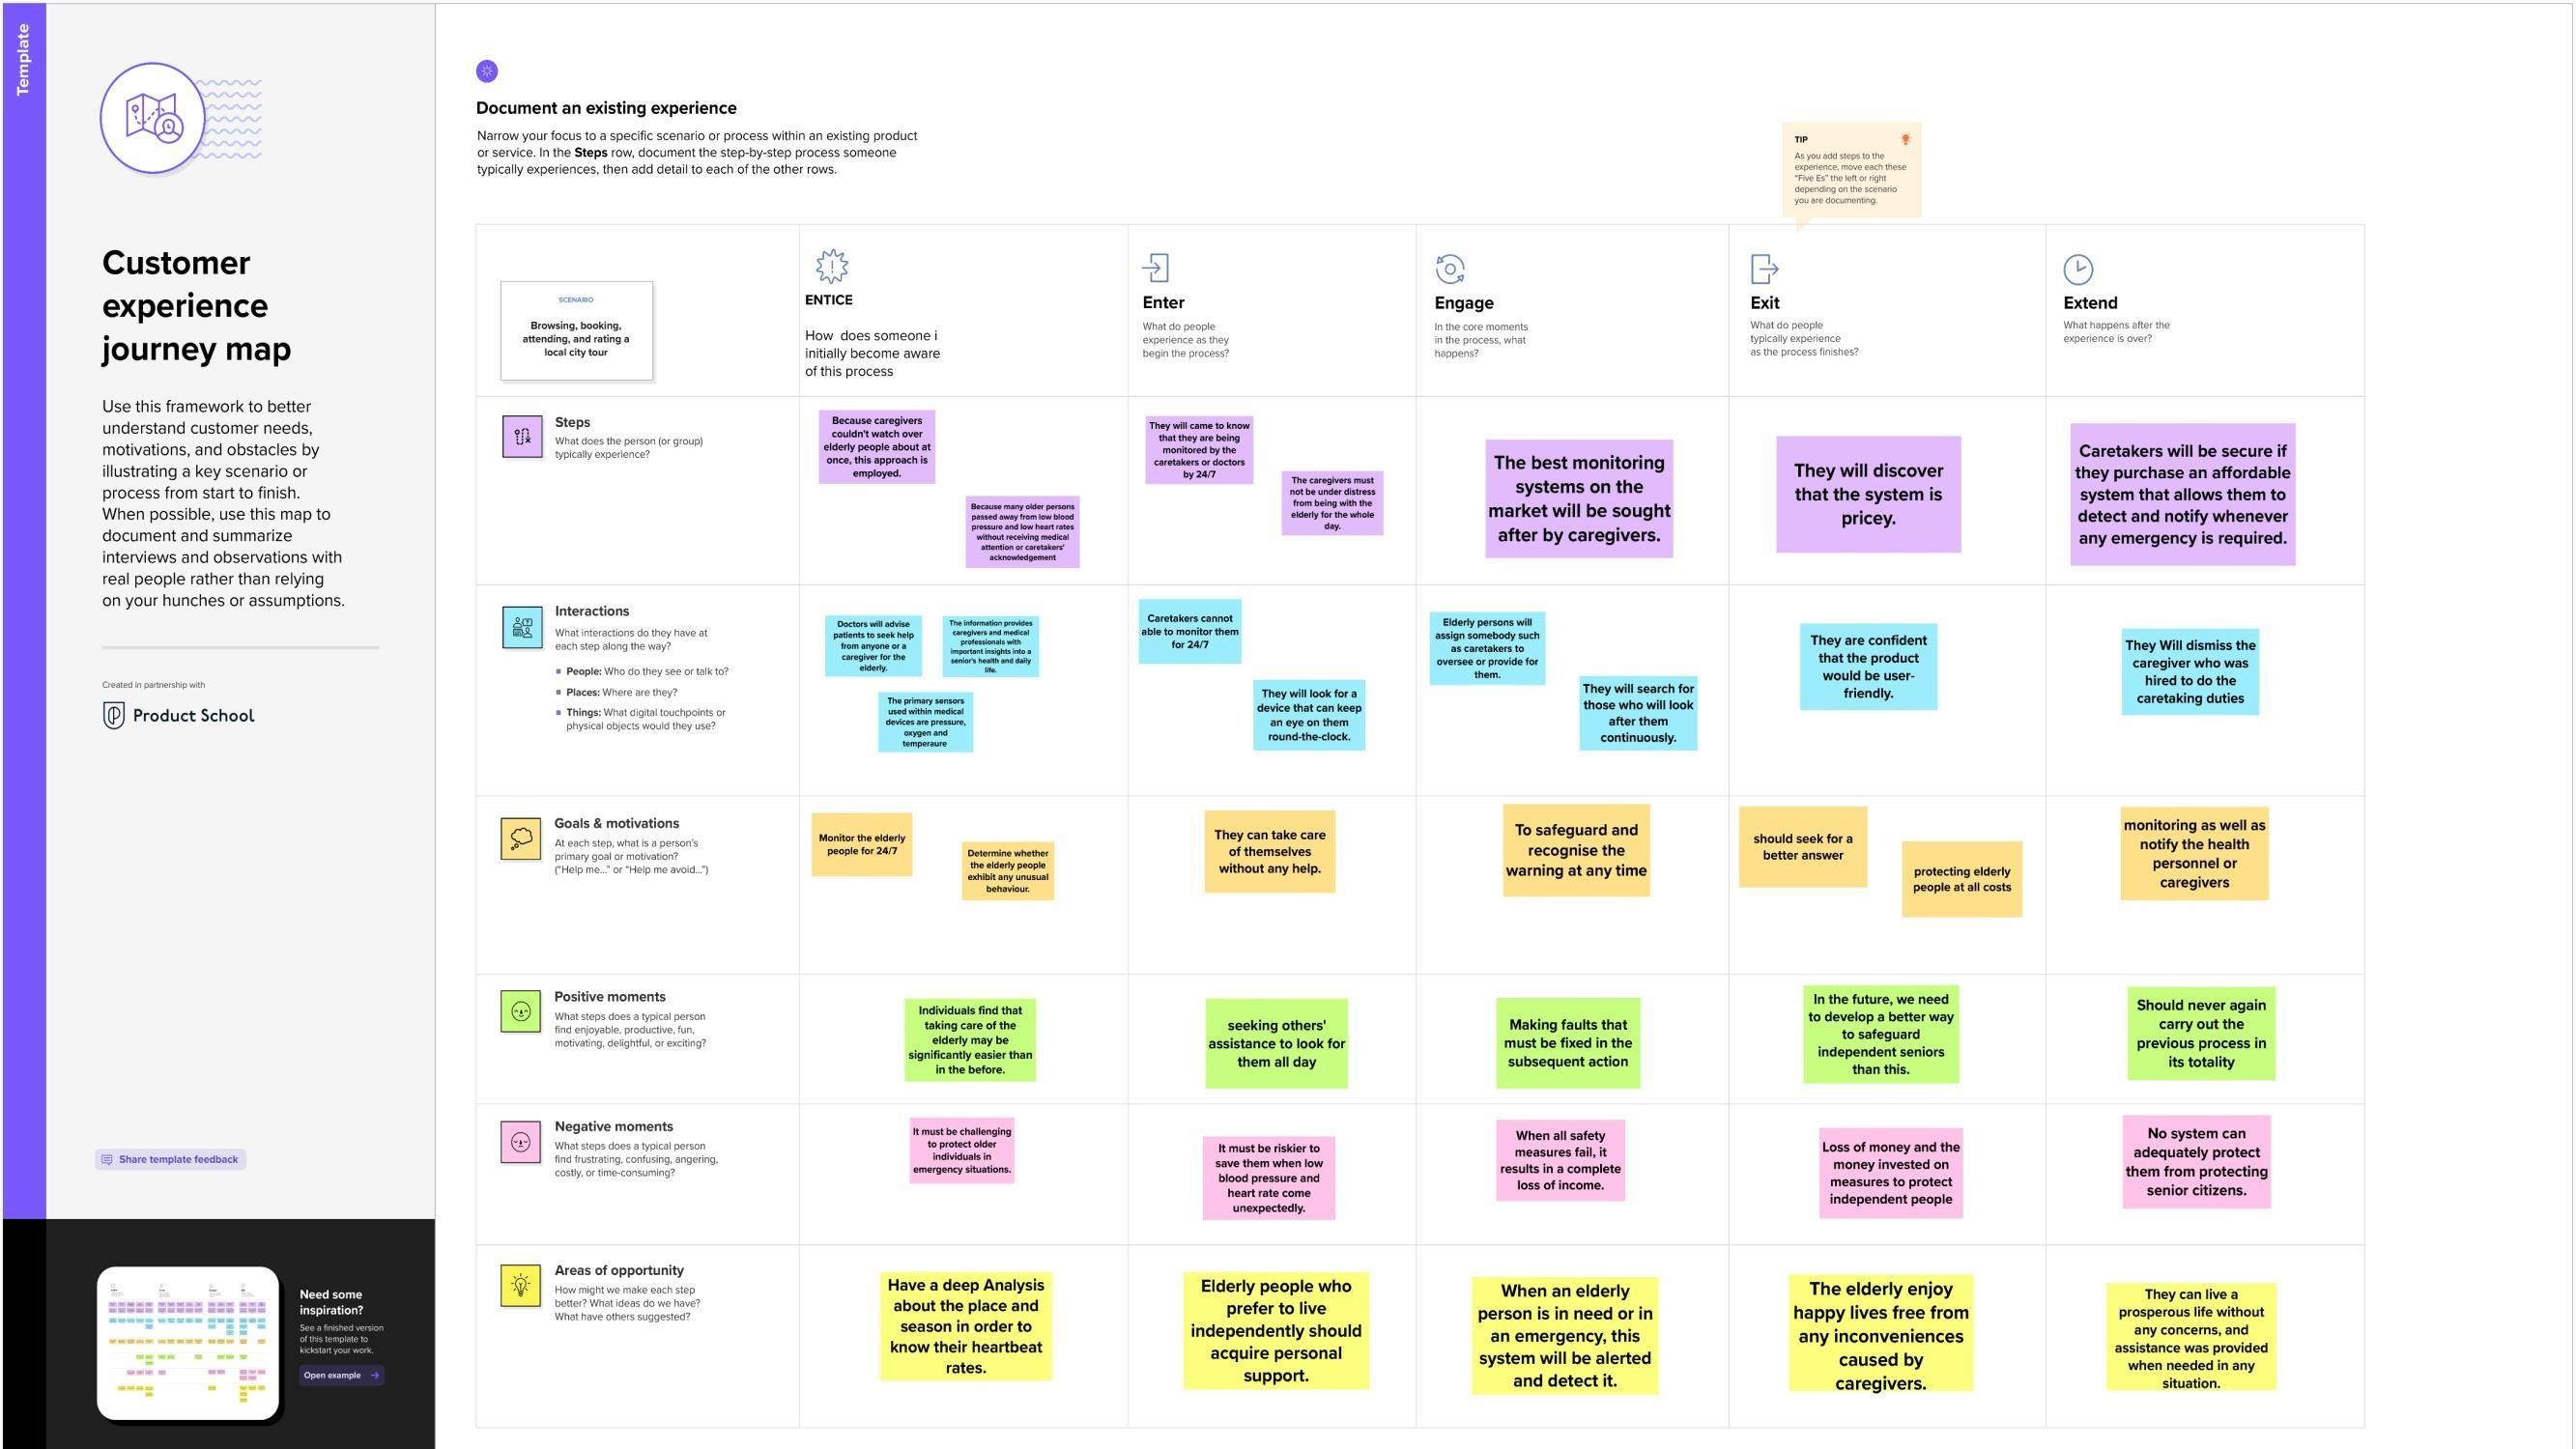 Template
Customer
experience
journey map
Use this framework to better
understand customer needs,
motivations, and obstacles by
illustrating a key scenario or
process from start to finish.
When possible, use this map to
document and summarize
interviews and observations with
real people rather than relying
on your hunches or assumptions.
Created in partnership with
Product School
Share template feedback
Need some
inspiration?
See a finished version
of this template to
kickstart your work.
Open example
Document an existing experience
Narrow your focus to a specific scenario or process within an existing product
or service. In the Steps row, document the step-by-step process someone
typically experiences, then add detail to each of the other rows.
TIP
As you add steps to the
experience, move each these
"Five Es" the left or right
depending on the scenario
you are documenting.
SCENARIO
Browsing, booking,
attending, and rating a
local city tour
ENTICE
How does someone i
initially become aware
of this process
Enter
What do people
experience as they
begin the process?
Engage
In the core moments
in the process, what
happens?
Exit
What do people
typically experience
as the process finishes?
Extend
What happens after the
experience is over?
Steps
What does the person (or group)
typically experience?
Because caregivers
couldn't watch over
elderly people about at
once, this approach is
employed.
Because many older persons
passed away from low blood
pressure and low heart rates
without receiving medical
attention or caretakers'
acknowledgement
They will came to know
that they are being
monitored by the
caretakers or doctors
by 24/7
The caregivers must
not be under distress
from being with the
elderly for the whole
day.
The best monitoring
systems on the
market will be sought
after by caregivers.
They will discover
that the system is
pricey.
Caretakers will be secure if
they purchase an affordable
system that allows them to
detect and notify whenever
any emergency is required.
Interactions
What interactions do they have at
each step along the way?
People: Who do they see or talk to?
Places: Where are they?
Things: What digital touchpoints or
physical objects would they use?
Doctors will advise
patients to seek help
from anyone or a
caregiver for the
elderly.
The information provides
caregivers and medical
professionals with
important insights into a
senior's health and daily
life.
The primary sensors
used within medical
devices are pressure,
oxygen and
temperaure
Caretakers cannot
able to monitor them
for 24/7
They will look for a
device that can keep
an eye on them
round-the-clock.
Elderly persons will
assign somebody such
as caretakers to
oversee or provide for
them.
They will search for
those who will look
after them
continuously.
They are confident
that the product
would be user-
friendly.
They Will dismiss the
caregiver who was
hired to do the
caretaking duties
Goals & motivations
At each step, what is a person's
primary goal or motivation?
("Help me..." or "Help me avoid...")
Monitor the elderly
people for 24/7
Determine whether
the elderly people
exhibit any unusual
behaviour.
They can take care
of themselves
without any help.
To safeguard and
recognise the
warning at any time
should seek for a
better answer
protecting elderly
people at all costs
monitoring as well as
notify the health
personnel or
caregivers
Positive moments
What steps does a typical person
find enjoyable, productive, fun,
motivating, delightful, or exciting?
Individuals find that
taking care of the
elderly may be
significantly easier than
in the before.
seeking others'
assistance to look for
them all day
Making faults that
must be fixed in the
subsequent action
In the future, we need
to develop a better way
to safeguard
independent seniors
than this.
Should never again
carry out the
previous process in
its totality
Negative moments
What steps does a typical person
find frustrating, confusing, angering,
costly, or time-consuming?
It must be challenging
to protect older
individuals in
emergency situations.
It must be riskier to
save them when low
blood pressure and
heart rate come
unexpectedly.
When all safety
measures fail, it
results in a complete
loss of income.
Loss of money and the
money invested on
measures to protect
independent people
No system can
adequately protect
them from protecting
senior citizens.
Areas of opportunity
How might we make each step
better? What ideas do we have?
What have others suggested?
Have a deep Analysis
about the place and
season in order to
know their heartbeat
rates.
Elderly people who
prefer to live
independently should
acquire personal
support.
When an elderly
person is in need or in
an emergency, this
system will be alerted
and detect it.
The elderly enjoy
happy lives free from
any inconveniences
caused by
caregivers.
They can live a
prosperous life without
any concerns, and
assistance was provided
when needed in any
situation.